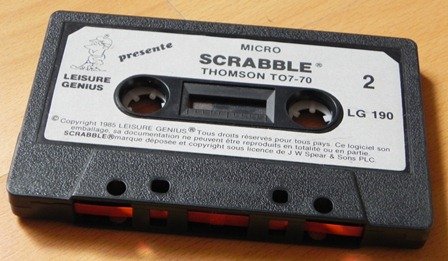 presente
MICRO
SCRABBLE®
THOMSON TO7-70
LEISURE
GENIUS
2
LG 190
© Copyright 1985 LEISURE GENIUS.® Tous droits réservés pour tous pays. Ce logiciel son
emballage, sa documentation ne peuvent être reproduits en totalité ou en partie.
SCRABBLE® marque déposée et copyright sous licence de J W Spear & Sons PLC.